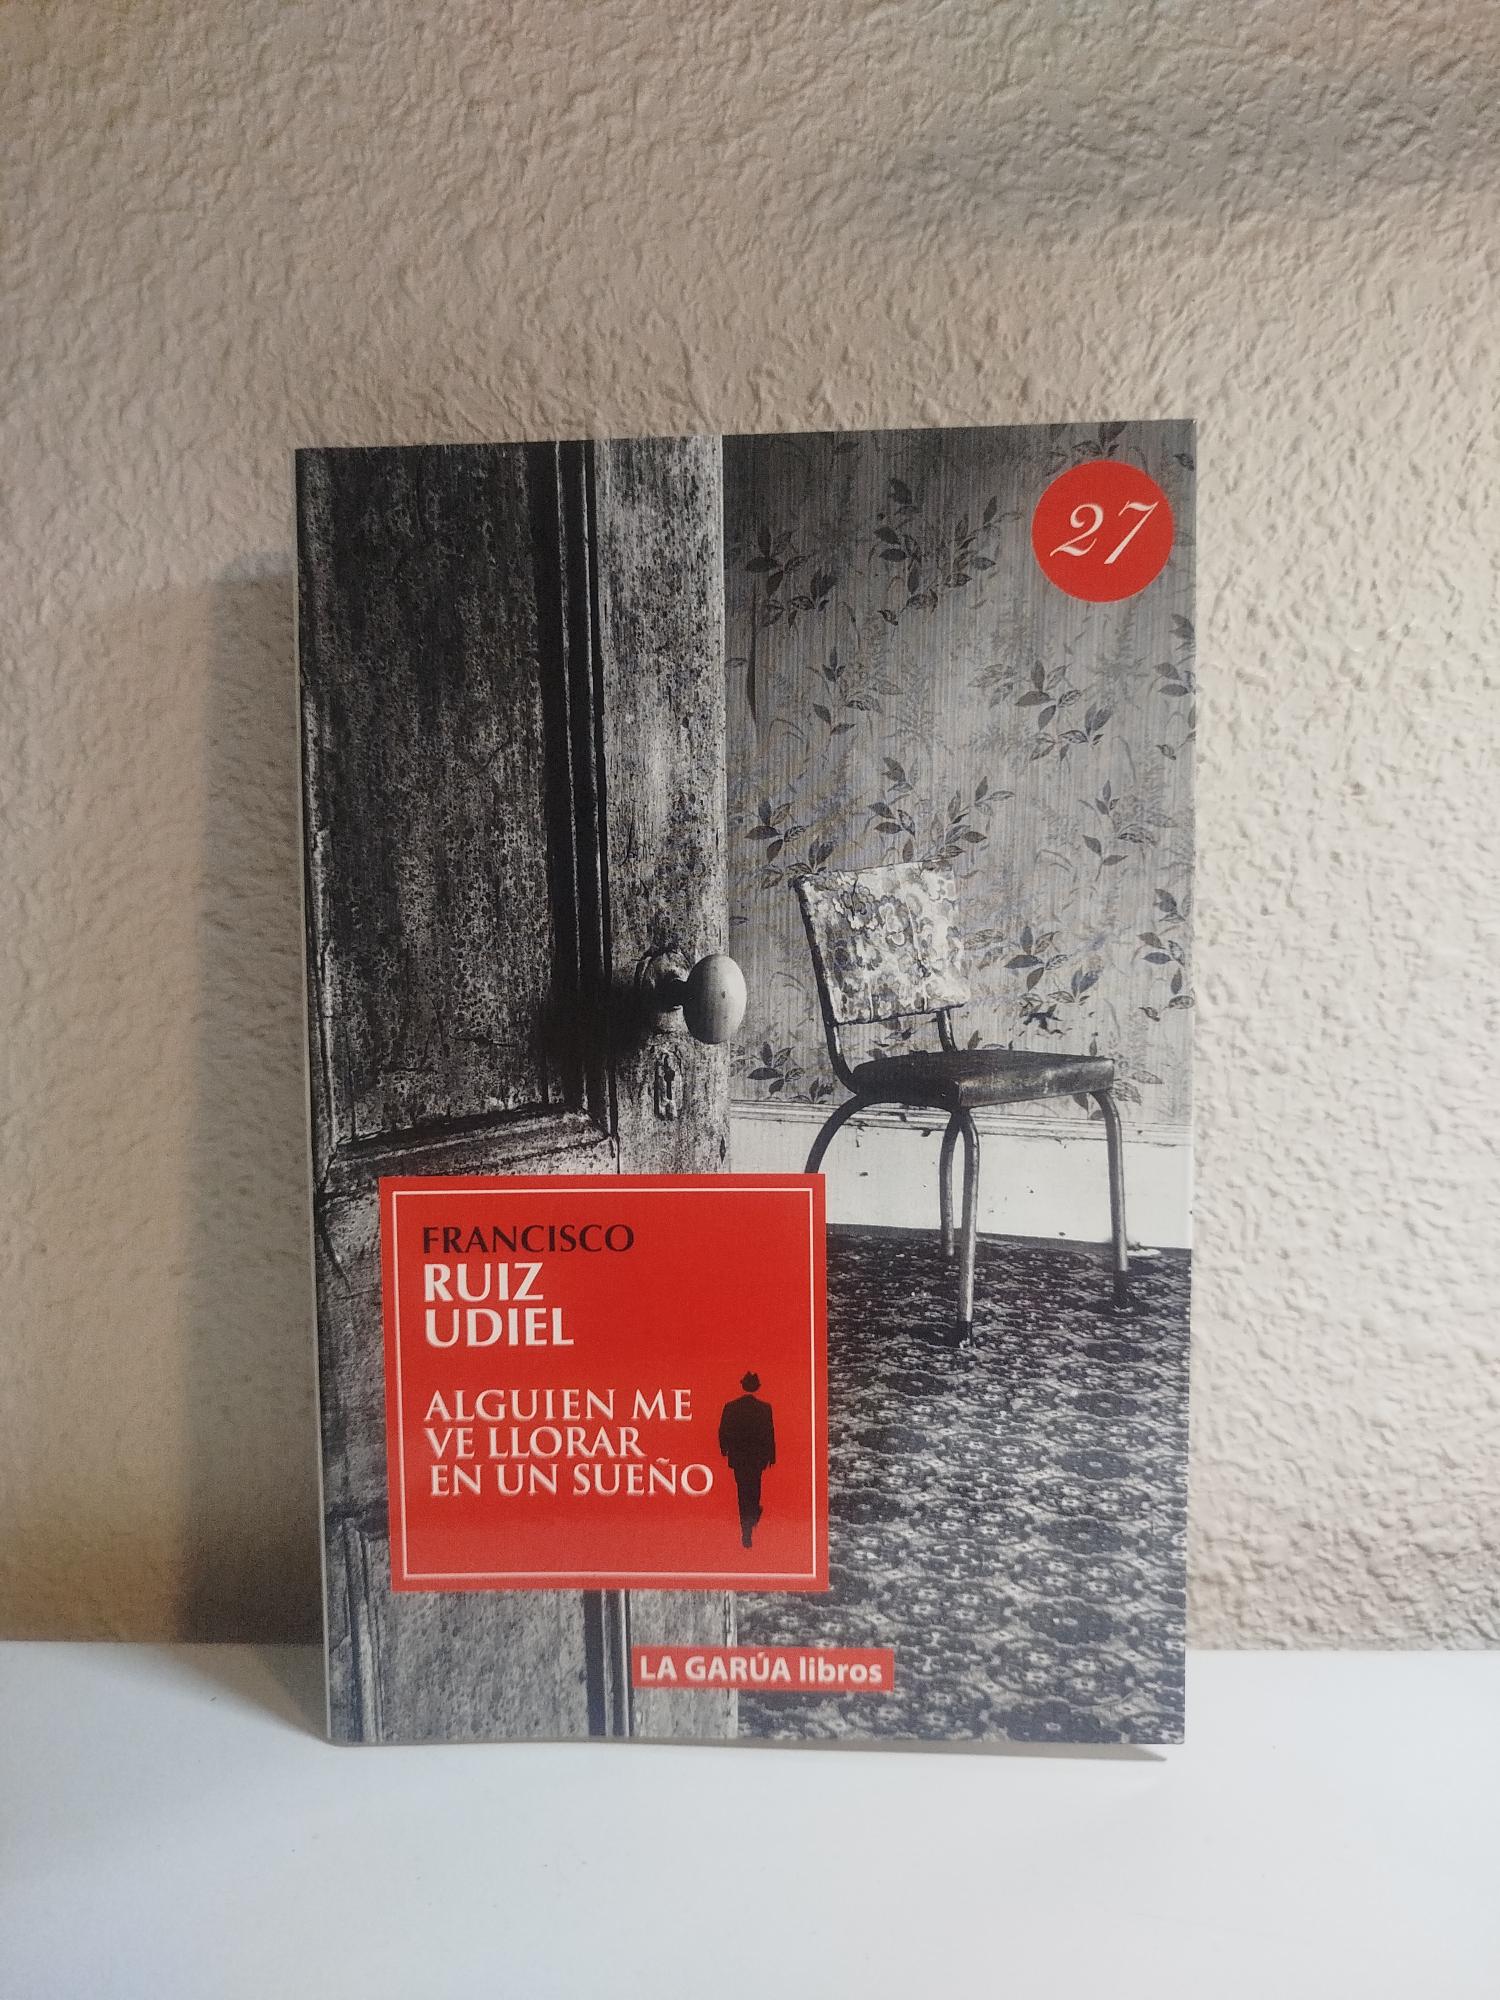 27
FRANCISCO
RUIZ
UDIEL
ALGUIEN ME
VE LLORAR
EN UN SUEÑO
LA GARÚA libros